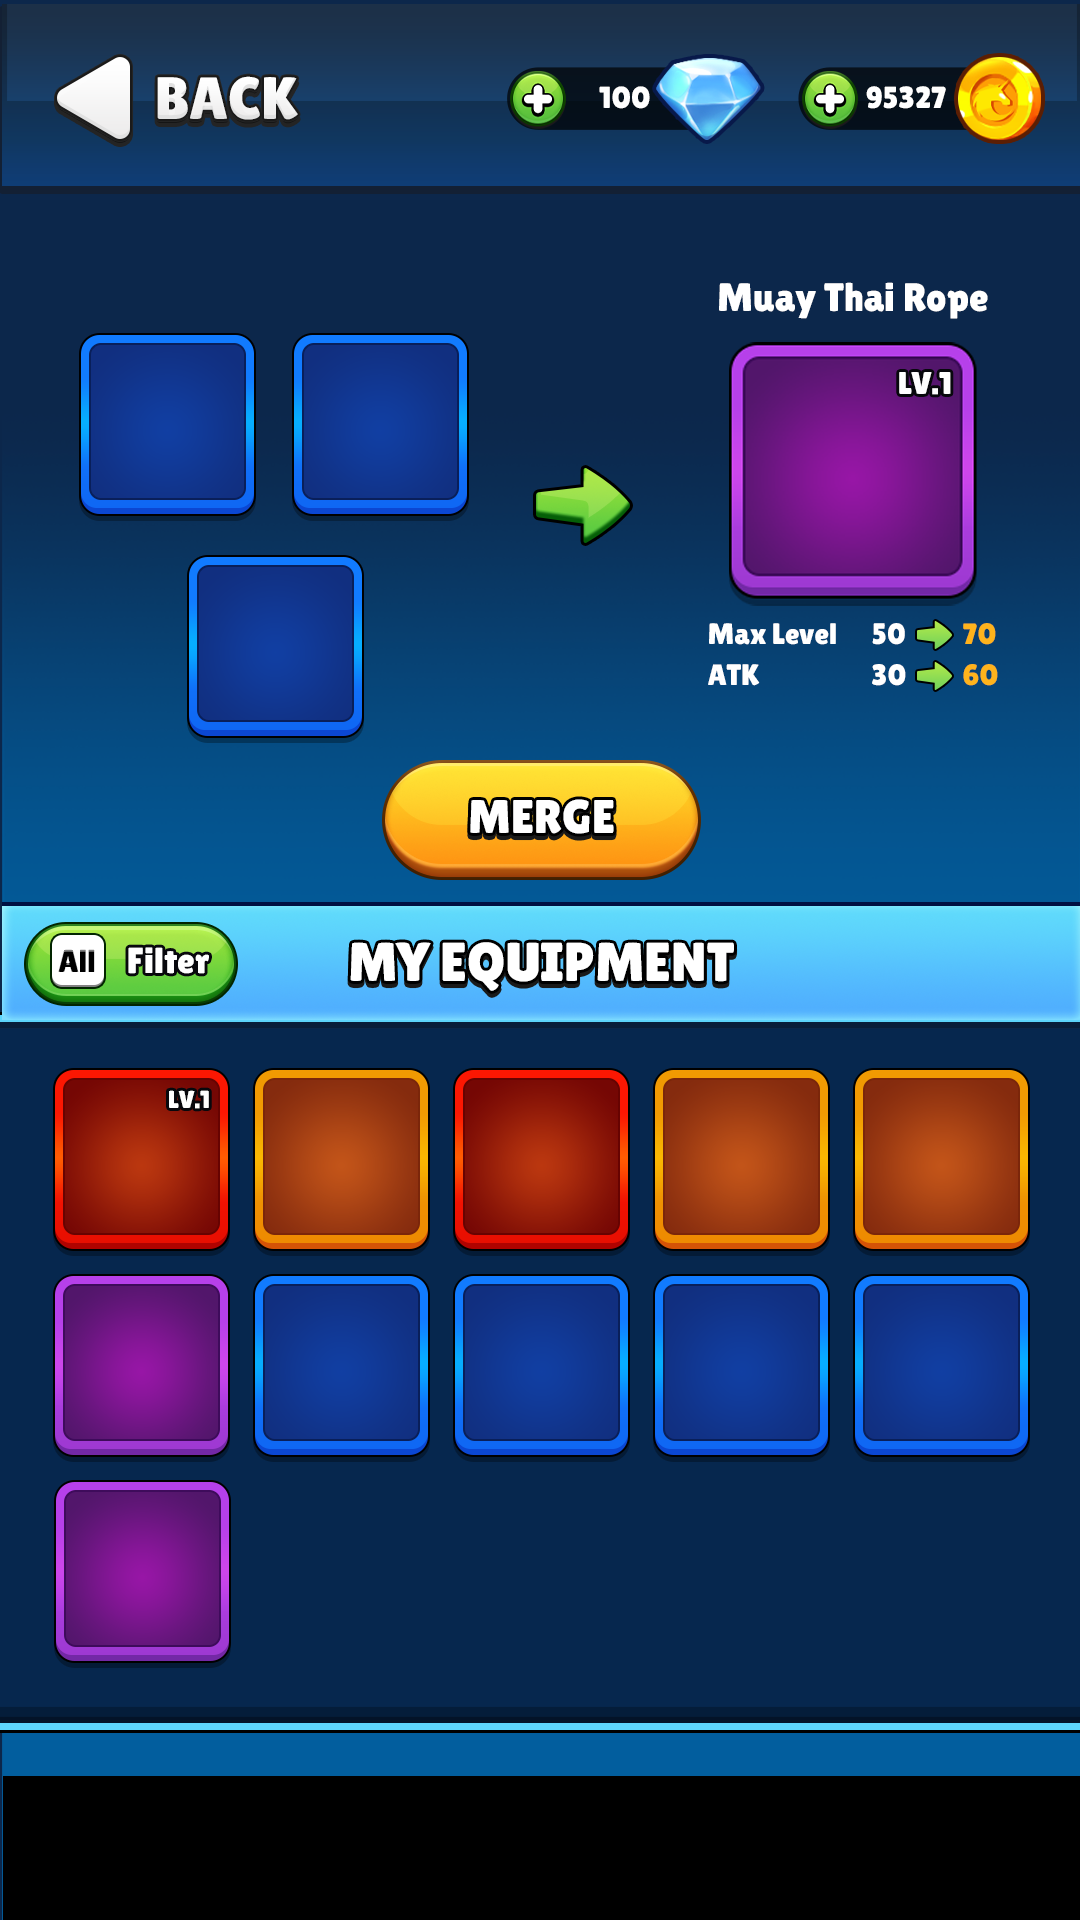 BACK
100
95327
Muay Thai Rope
LV.1
Max Level 50 70
ATK 30 60
MERGE
All Filter
MY EQUIPMENT
LV.1